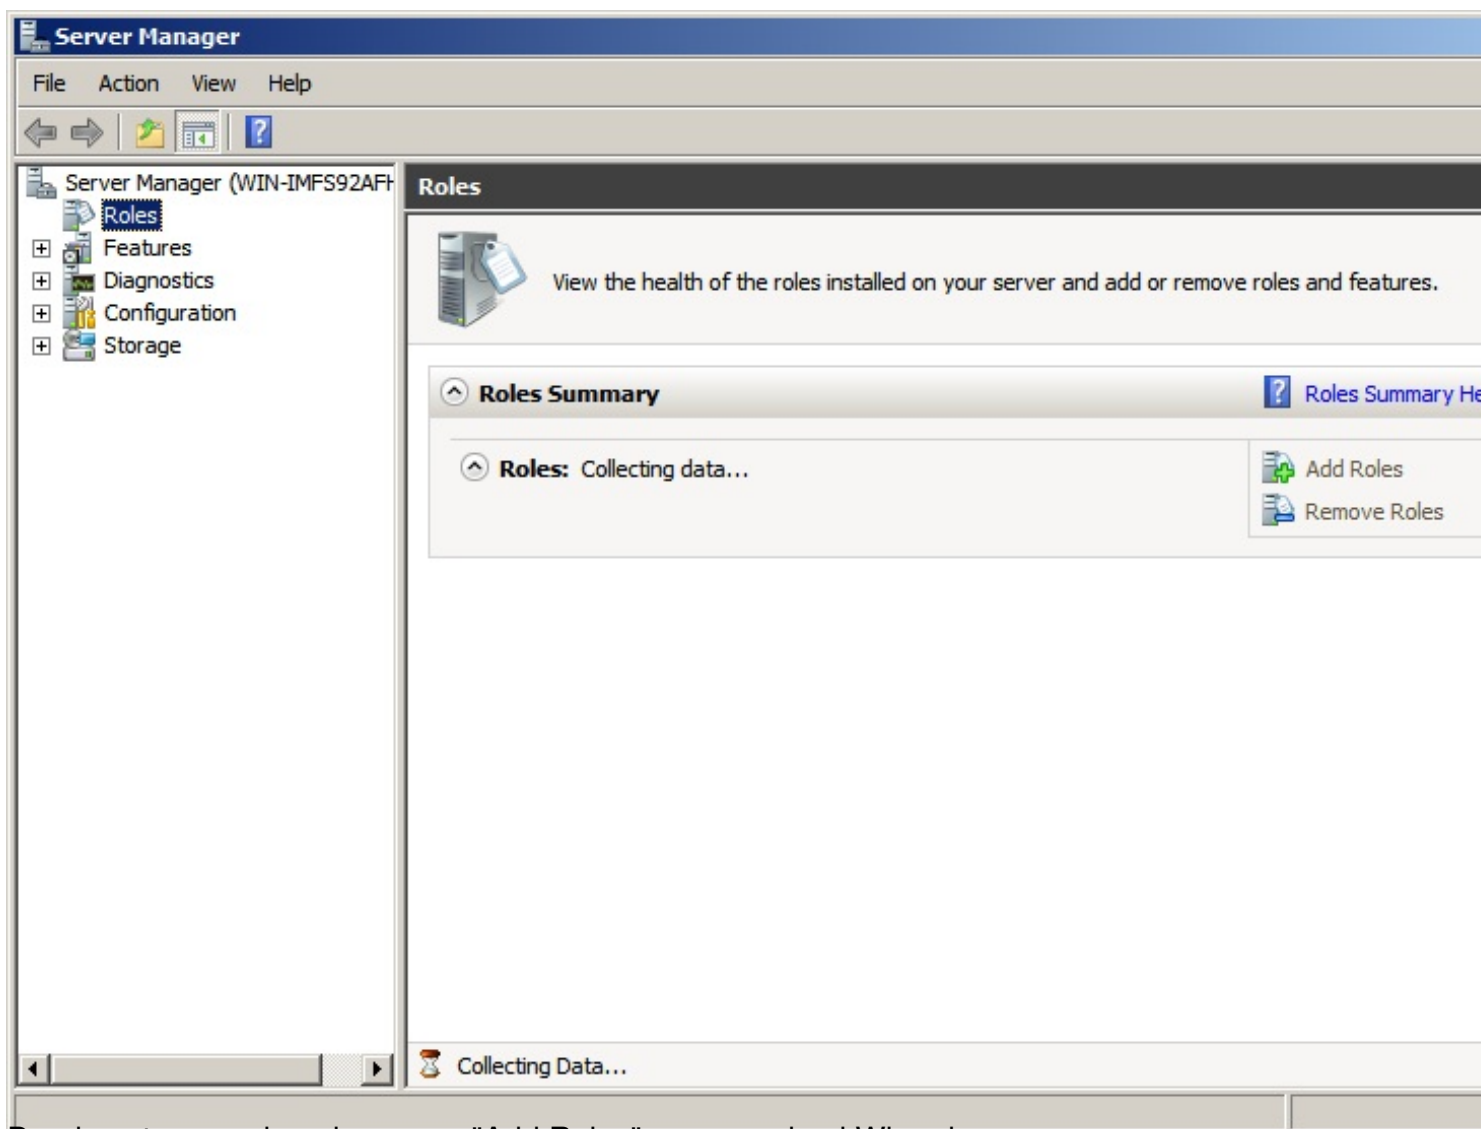 Server Manager
File Action View Help
Server Manager (WIN-IMFS92AFH
Roles
Features
Diagnostics
Configuration
Storage
Roles
View the health of the roles installed on your server and add or remove roles and features.
Roles Summary
Roles Summary He
Roles: Collecting data...
Add Roles
Remove Roles
Collecting Data...
"Add Roles"